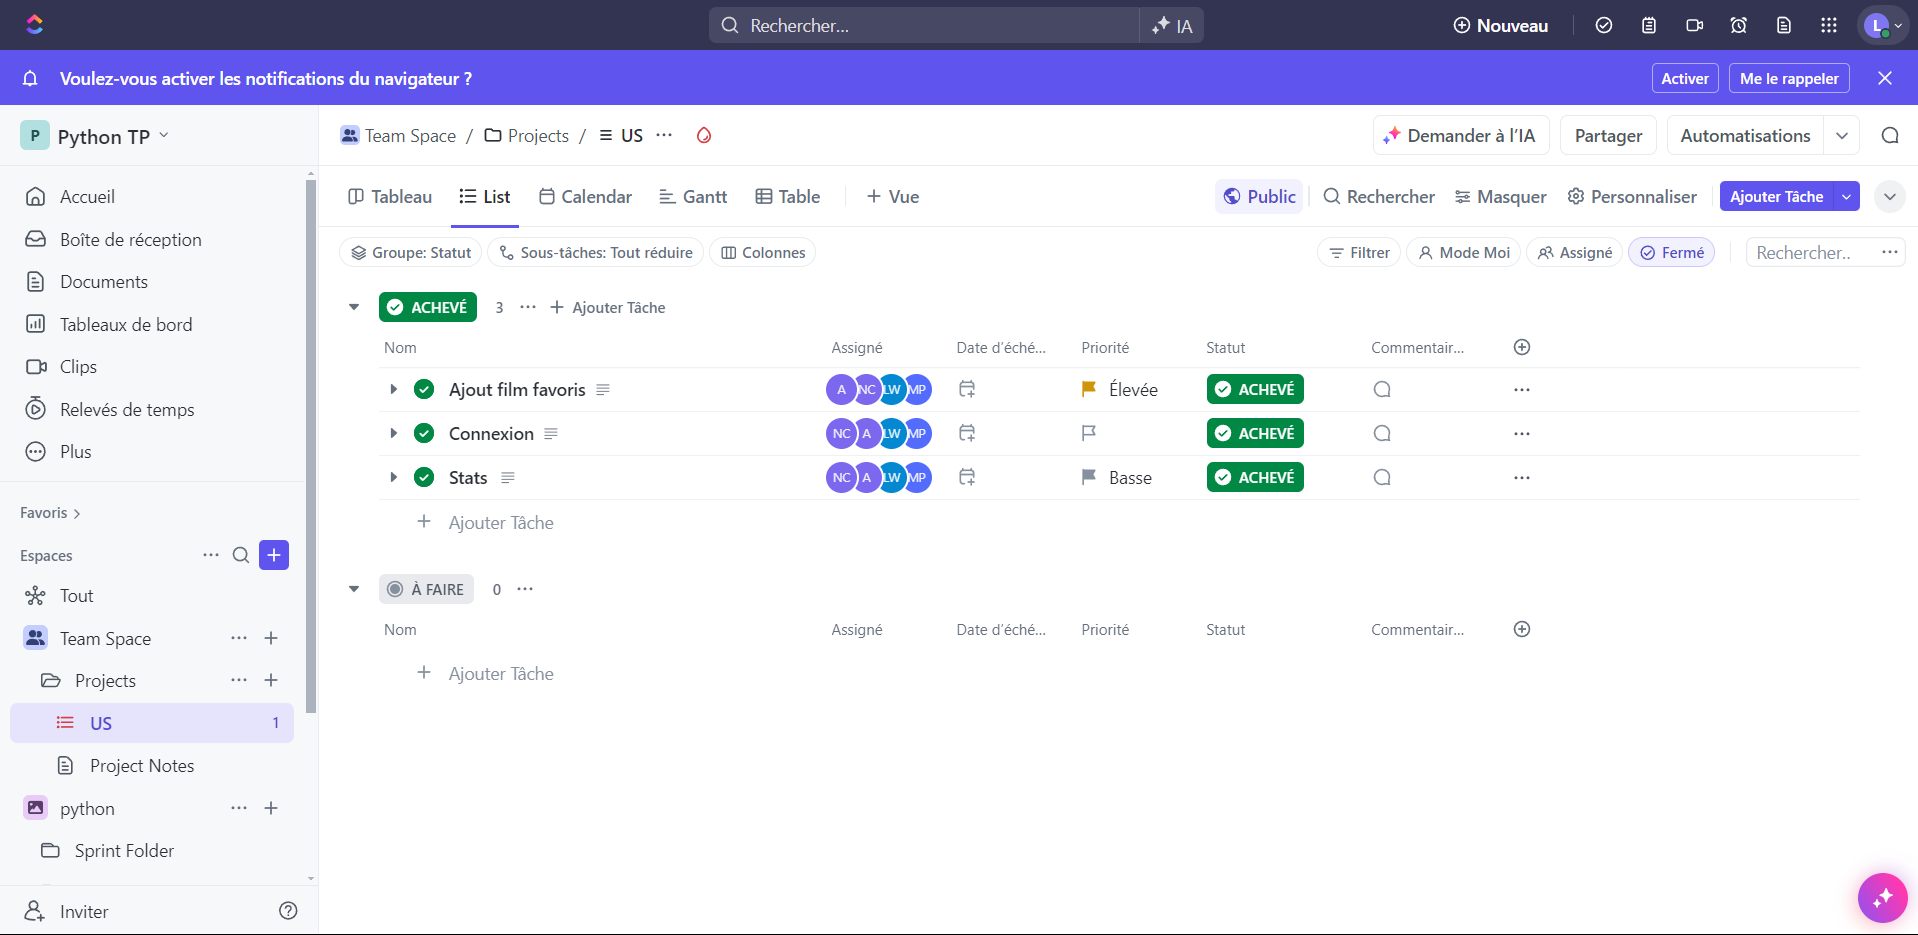 Rechercher...
IA
Nouveau
L
Voulez-vous activer les notifications du navigateur ?
Activer
Me le rappeler
P Python TP
Team Space / Projects / US
Demander à l’IA
Partager
Automatisations
Accueil
Boîte de réception
Documents
Tableaux de bord
Clips
Relevés de temps
Plus
Favoris
Espaces
Tout
Team Space
Projects
US 1
Project Notes
python
Sprint Folder
Inviter
Tableau
List
Calendar
Gantt
Table
Vue
Public
Rechercher
Masquer
Personnaliser
Ajouter Tâche
Groupe: Statut
Sous-tâches: Tout réduire
Colonnes
Filtrer
Mode Moi
Assigné
Fermé
Rechercher..
ACHEVÉ 3 Ajouter Tâche
Nom Assigné Date d’éché... Priorité Statut Commentair...
Ajout film favoris A NC LW MP Élevée ACHEVÉ
Connexion NC A LW MP ACHEVÉ
Stats NC A LW MP Basse ACHEVÉ
Ajouter Tâche
À FAIRE 0
Nom Assigné Date d’éché... Priorité Statut Commentair...
Ajouter Tâche